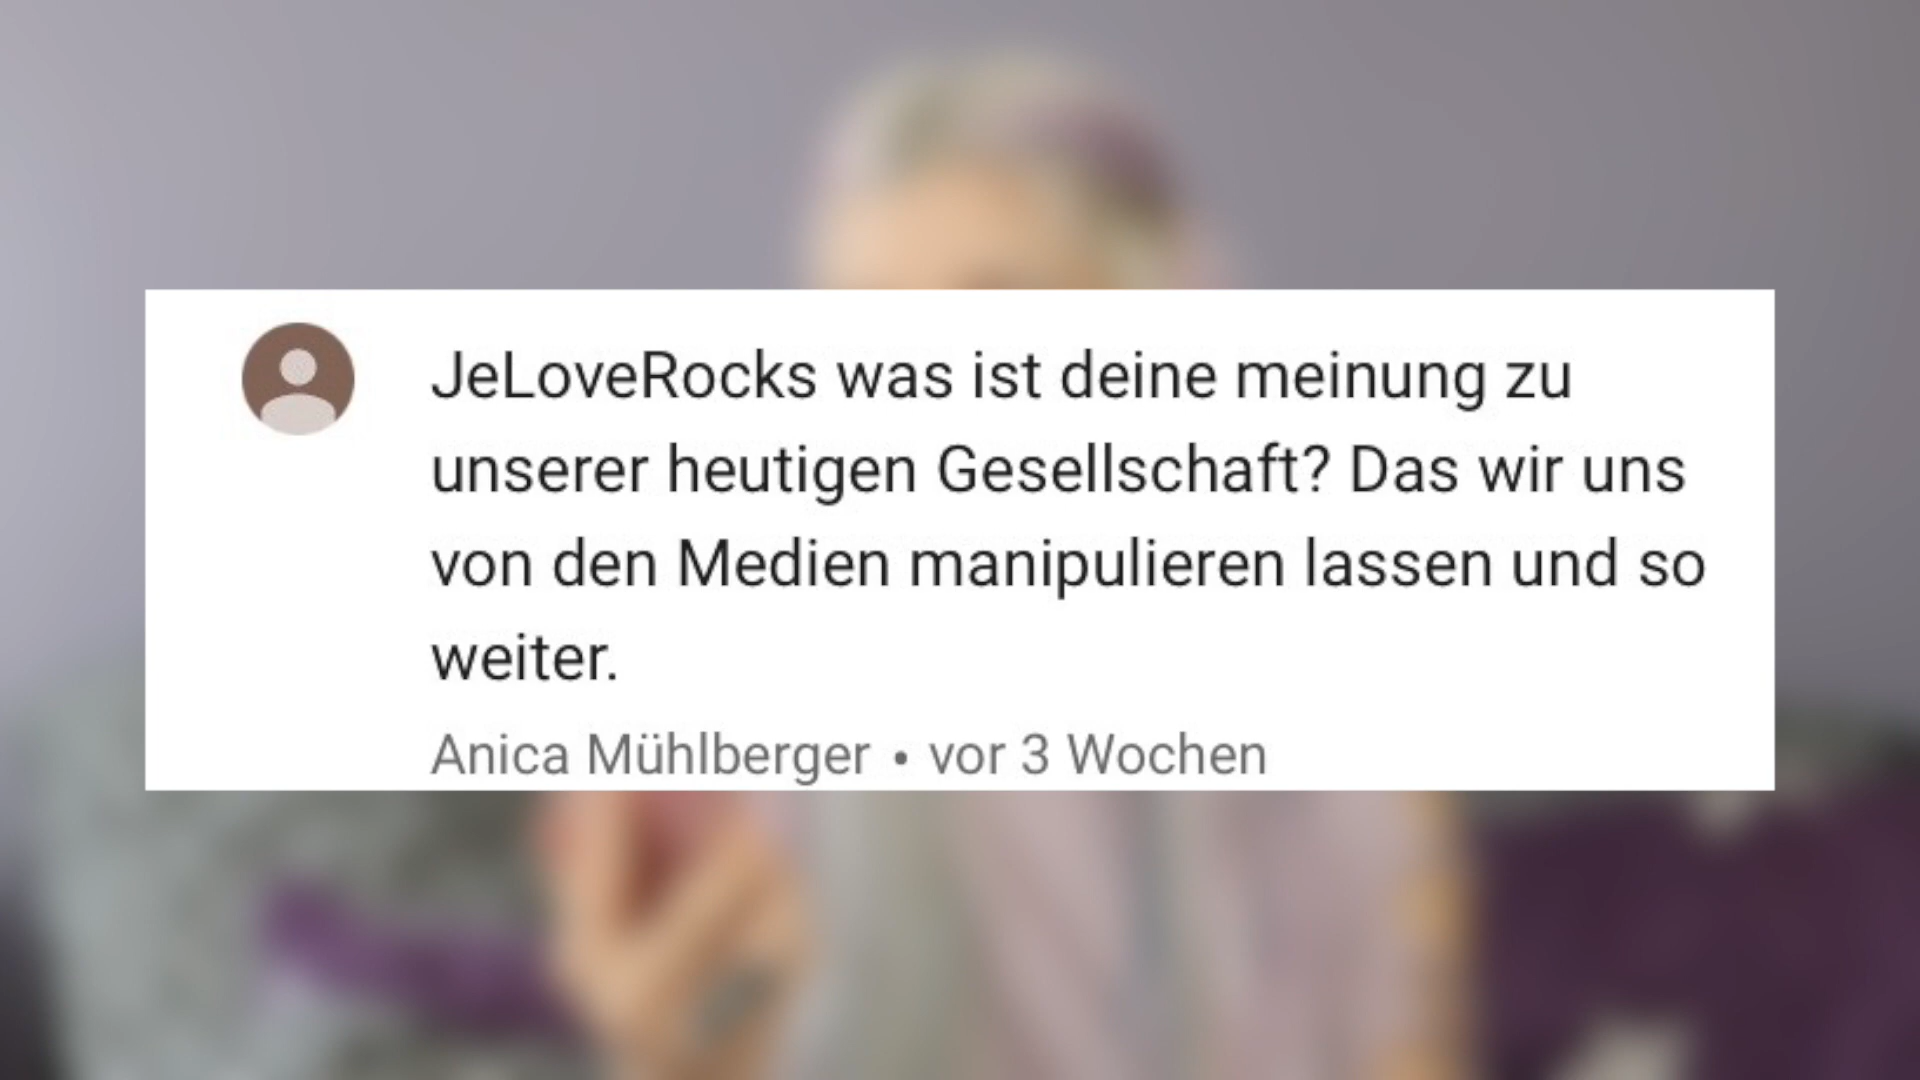 JeLoveRocks was ist deine meinung zu
unserer heutigen Gesellschaft? Das wir uns
von den Medien manipulieren lassen und so
weiter.
Anica Mühlberger • vor 3 Wochen